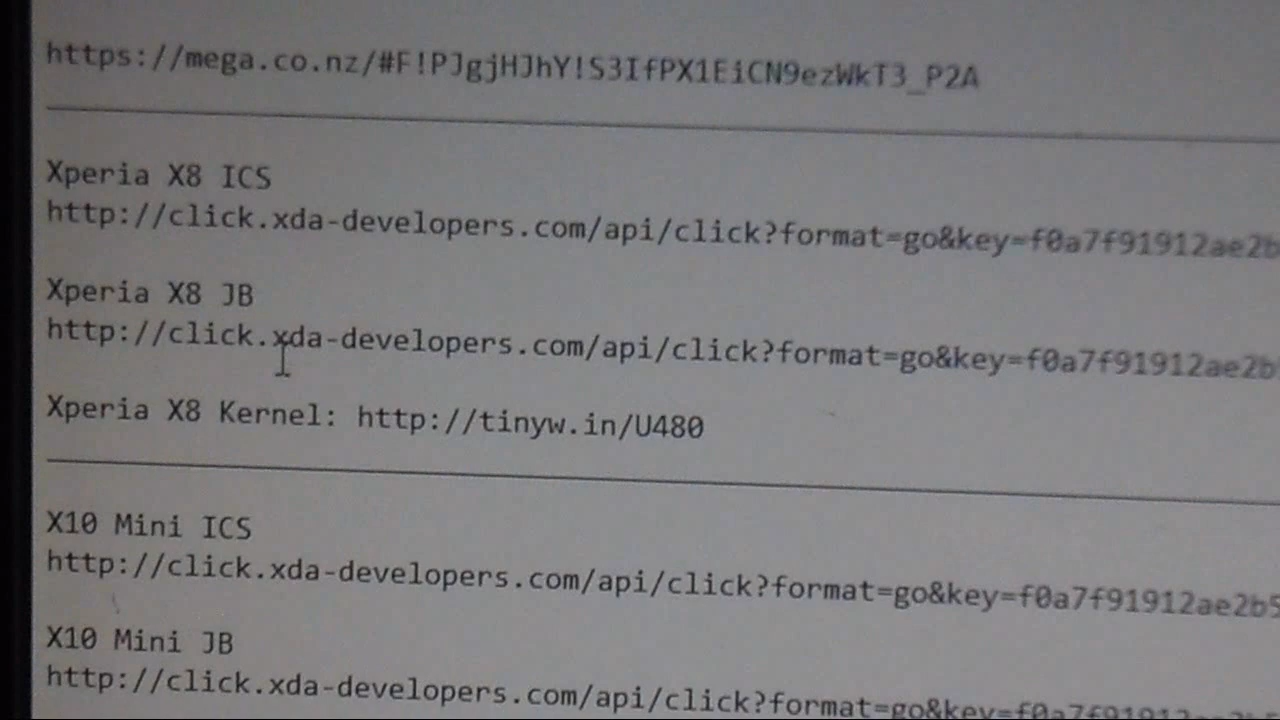 https://mega.co.nz/#F!PJgjHJhY!S3IfPX1EiCN9ezWkT3_P2A
Xperia X8 ICS
http://click.xda-developers.com/api/click?format=go&key=f0a7f91912ae2b
Xperia X8 JB
http://click.xda-developers.com/api/click?format=go&key=f0a7f91912ae2b
Xperia X8 Kernel: http://tinyw.in/U480
X10 Mini ICS
http://click.xda-developers.com/api/click?format=go&key=f0a7f91912ae2b5
X10 Mini JB
http://click.xda-developers.com/api/click?format=go&key=f0a7f91912ae2b5